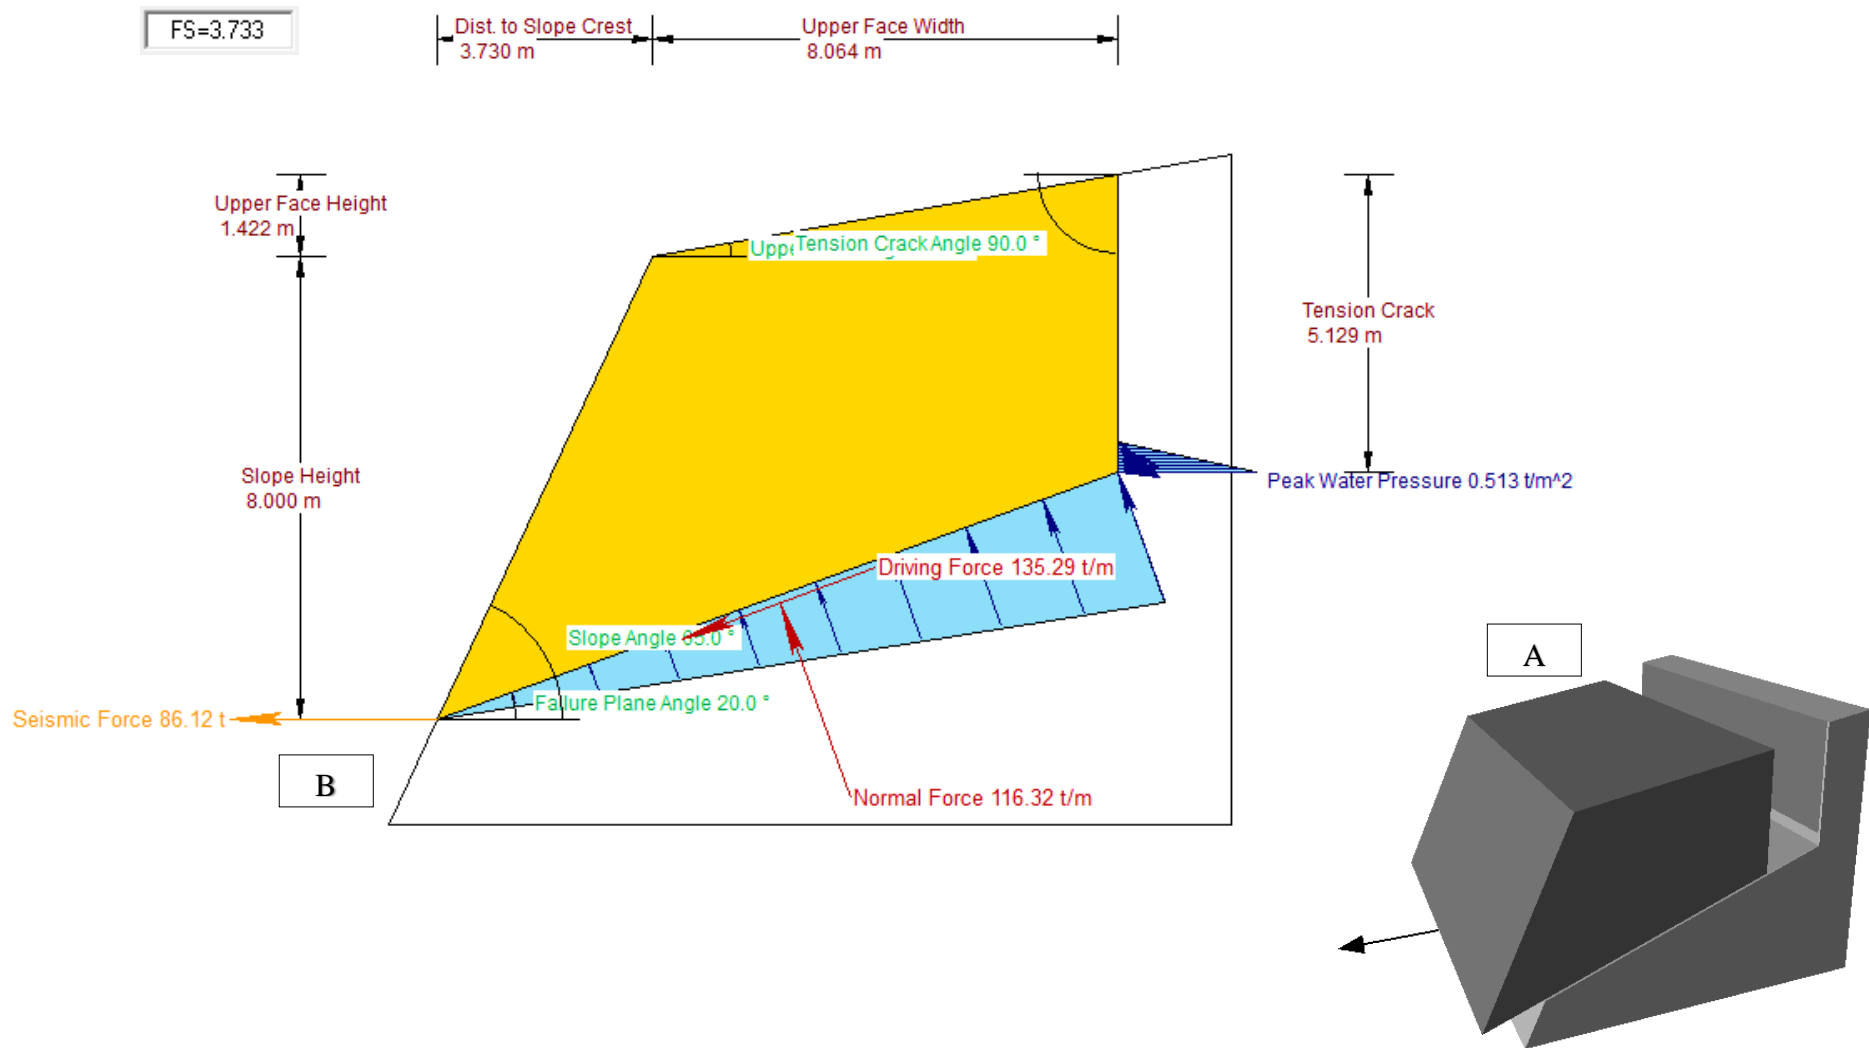 FS=3.733
Dist. to Slope Crest
3.730 m
Upper Face Width
8.064 m
Upper Face Height
1.422 m
Tension Crack Angle 90.0 °
Tension Crack
5.129 m
Slope Height
8.000 m
Peak Water Pressure 0.513 t/m^2
Driving Force 135.29 t/m
Slope Angle 65.0 °
Failure Plane Angle 20.0 °
Seismic Force 86.12 t
Normal Force 116.32 t/m
A
B